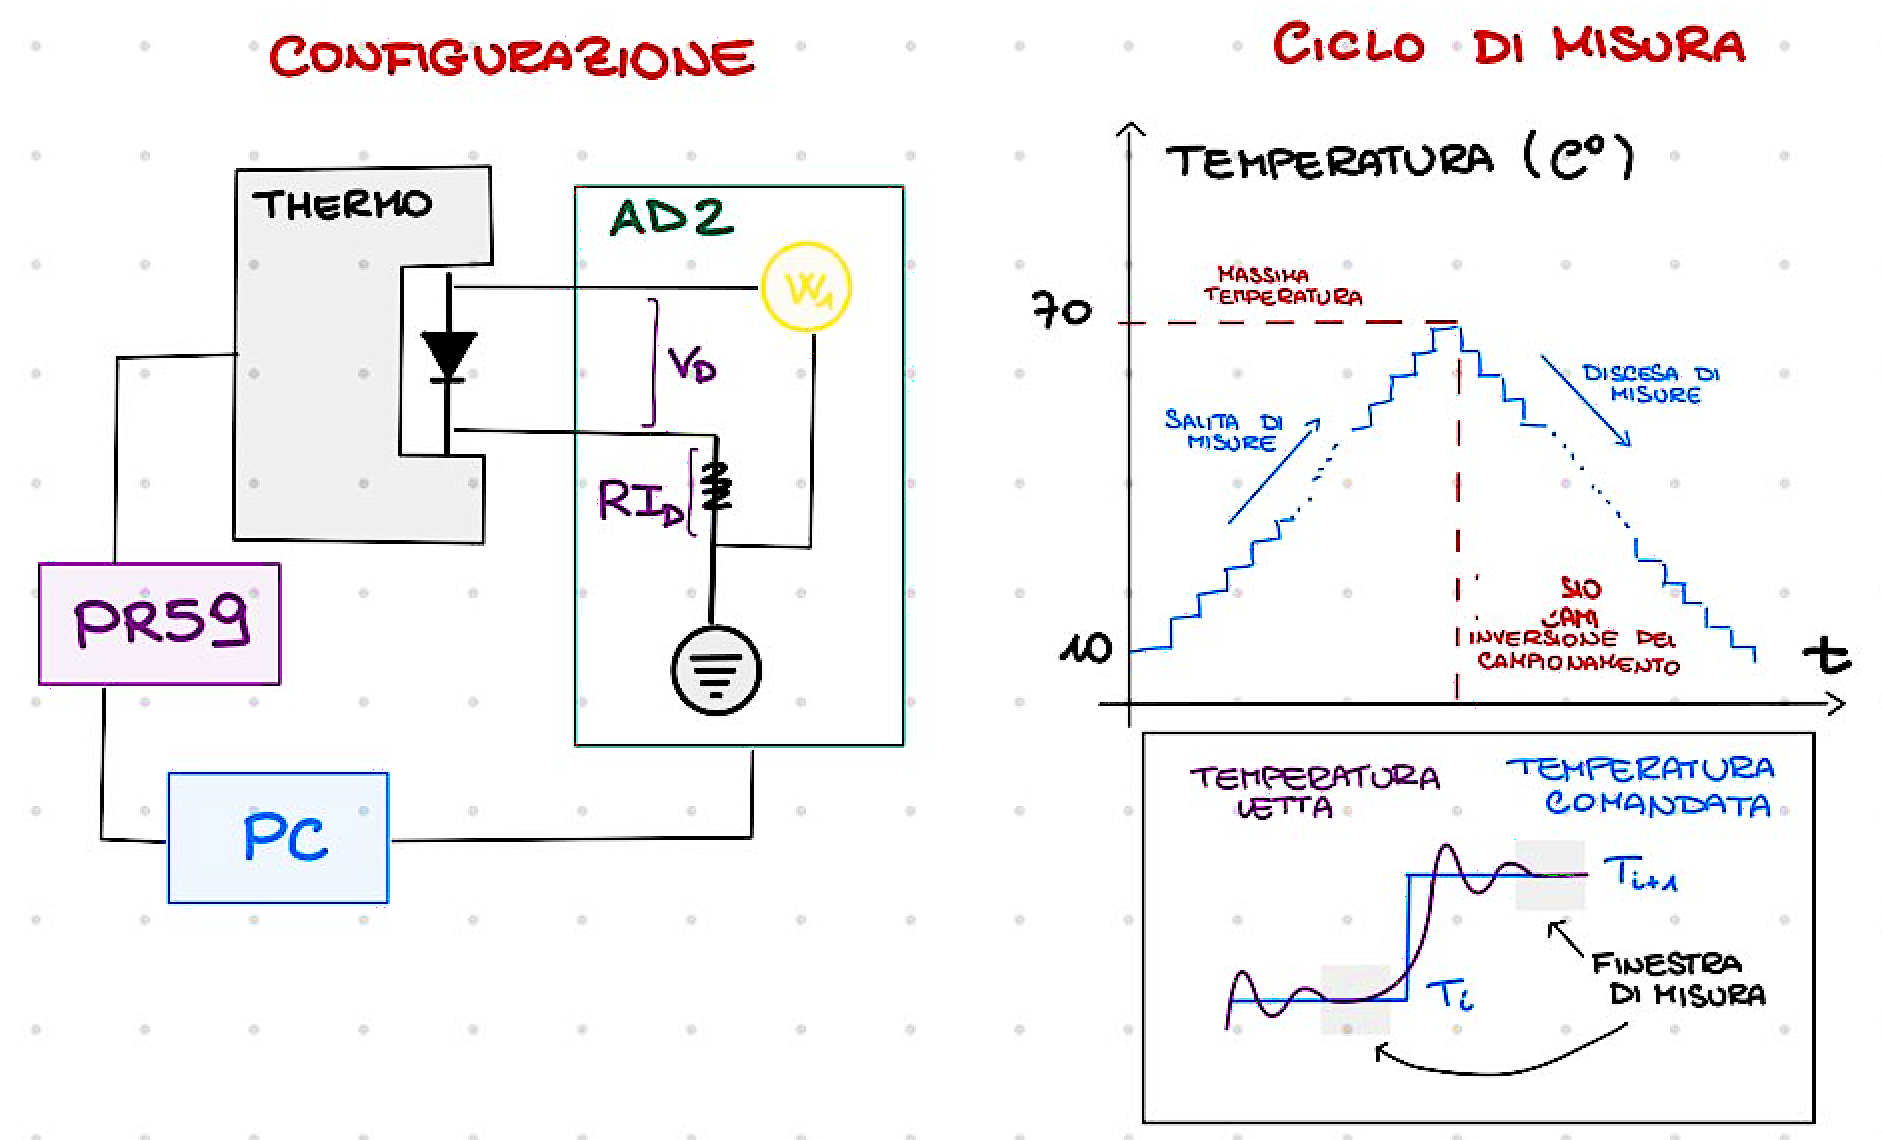 CONFIGURAZIONE
THERMO
AD2
W1
VD
RID
PR59
PC
CICLO DI MISURA
TEMPERATURA (C°)
70
MASSIMA
TEMPERATURA
SALITA DI
MISURE
DISCESA DI
MISURE
10
INVERSIONE DEL
CAMPIONAMENTO
t
TEMPERATURA
LETTA
TEMPERATURA
COMANDATA
Ti+1
Ti
FINESTRA
DI MISURA